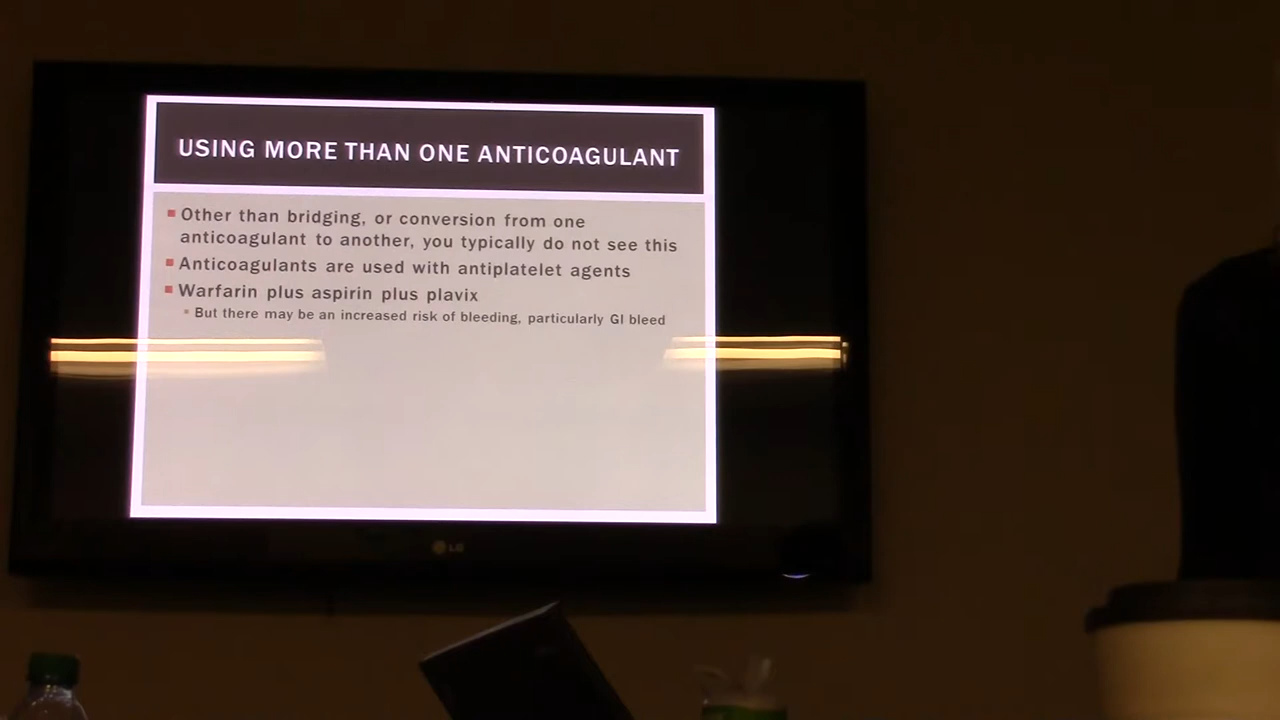 USING MORE THAN ONE ANTICOAGULANT
Other than bridging, or conversion from one
anticoagulant to another, you typically do not see this
Anticoagulants are used with antiplatelet agents
Warfarin plus aspirin plus plavix
But there may be an increased risk of bleeding, particularly GI bleed
LG